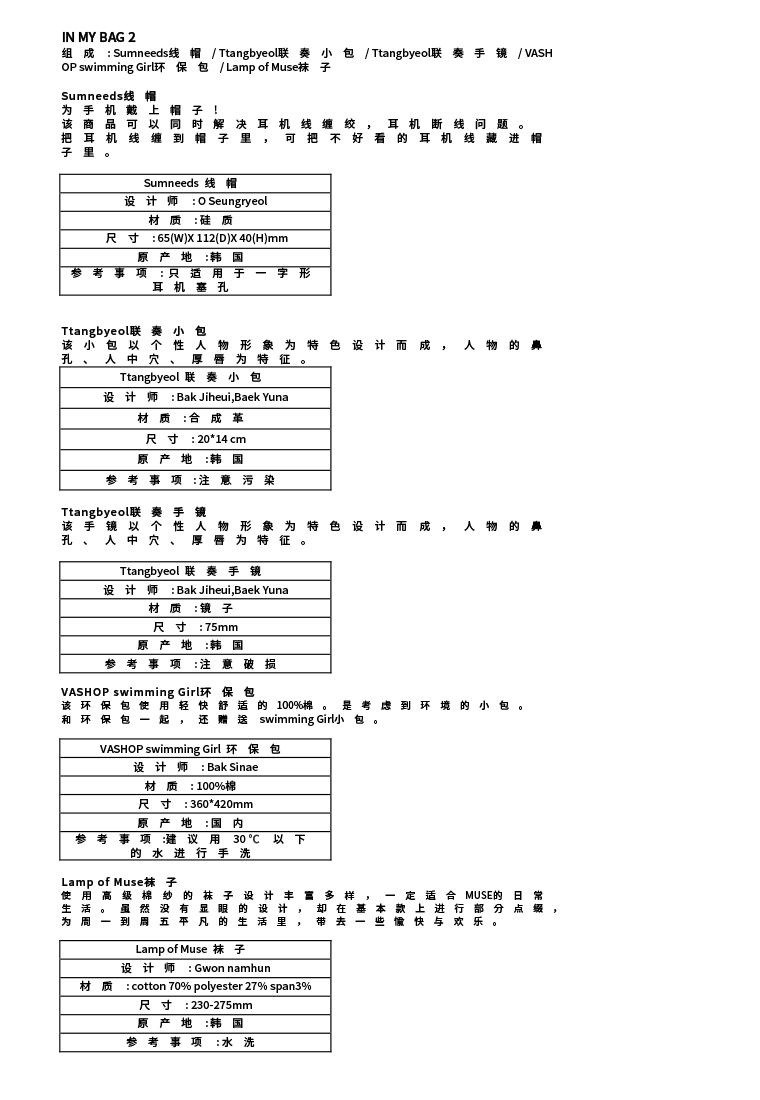 IN MY BAG 2
组成 : Sumneeds线帽 / Ttangbyeol联奏小包 / Ttangbyeol联奏手镜 / VASH
OP swimming Girl环保包 / Lamp of Muse袜子
Sumneeds线帽
为手机戴上帽子！
该商品可以同时解决耳机线缠绞，耳机断线问题。
把耳机线缠到帽子里，可把不好看的耳机线藏进帽
子里。
Sumneeds 线帽
设计师 : O Seungryeol
材质 : 硅质
尺寸 : 65(W)X 112(D)X 40(H)mm
原产地 : 韩国
参考事项 : 只适用于一字形
耳机塞孔
Ttangbyeol联奏小包
该小包以个性人物形象为特色设计而成，人物的鼻
孔、人中穴、厚唇为特征。
Ttangbyeol 联奏小包
设计师 : Bak Jiheui,Baek Yuna
材质 : 合成革
尺寸 : 20*14 cm
原产地 : 韩国
参考事项 : 注意污染
Ttangbyeol联奏手镜
该手镜以个性人物形象为特色设计而成，人物的鼻
孔、人中穴、厚唇为特征。
Ttangbyeol 联奏手镜
设计师 : Bak Jiheui,Baek Yuna
材质 : 镜子
尺寸 : 75mm
原产地 : 韩国
参考事项 : 注意破损
VASHOP swimming Girl环保包
该环保包使用轻快舒适的 100%棉。是考虑到环境的小包。
和环保包一起，还赠送 swimming Girl小包。
VASHOP swimming Girl 环保包
设计师 : Bak Sinae
材质 : 100%棉
尺寸 : 360*420mm
原产地 : 国内
参考事项 :建议用 30 ℃ 以下
的水进行手洗
Lamp of Muse袜子
使用高级棉纱的袜子设计丰富多样，一定适合 MUSE的日常
生活。虽然没有显眼的设计，却在基本款上进行部分点缀，
为周一到周五平凡的生活里，带去一些愉快与欢乐。
Lamp of Muse 袜子
设计师 : Gwon namhun
材质 : cotton 70% polyester 27% span3%
尺寸 : 230-275mm
原产地 : 韩国
参考事项 : 水洗